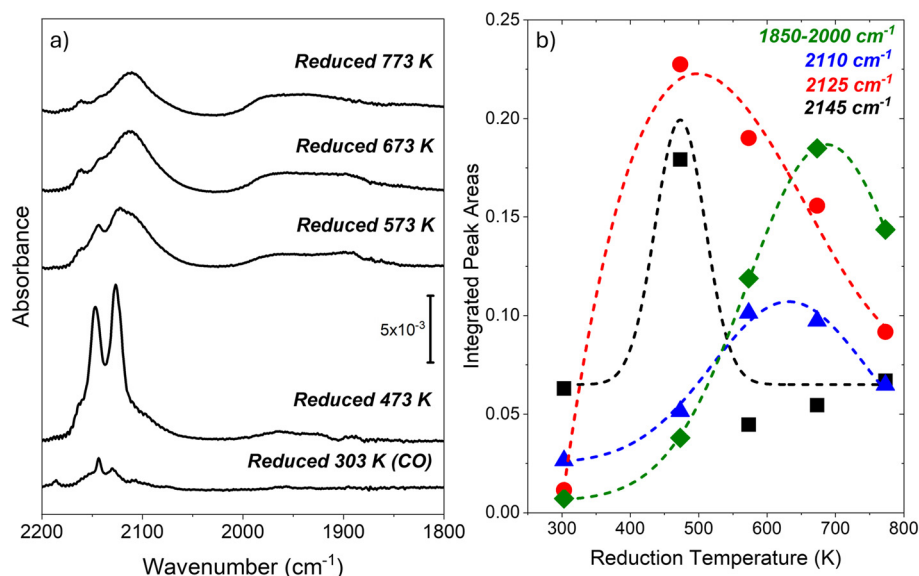 a)
Reduced 773 K
Reduced 673 K
Reduced 573 K
5x10⁻³
Reduced 473 K
Reduced 303 K (CO)
Absorbance
2200 2100 2000 1900 1800
Wavenumber (cm⁻¹)
b)
1850-2000 cm⁻¹
2110 cm⁻¹
2125 cm⁻¹
2145 cm⁻¹
0.25
0.20
0.15
0.10
0.05
0.00
Integrated Peak Areas
300 400 500 600 700 800
Reduction Temperature (K)